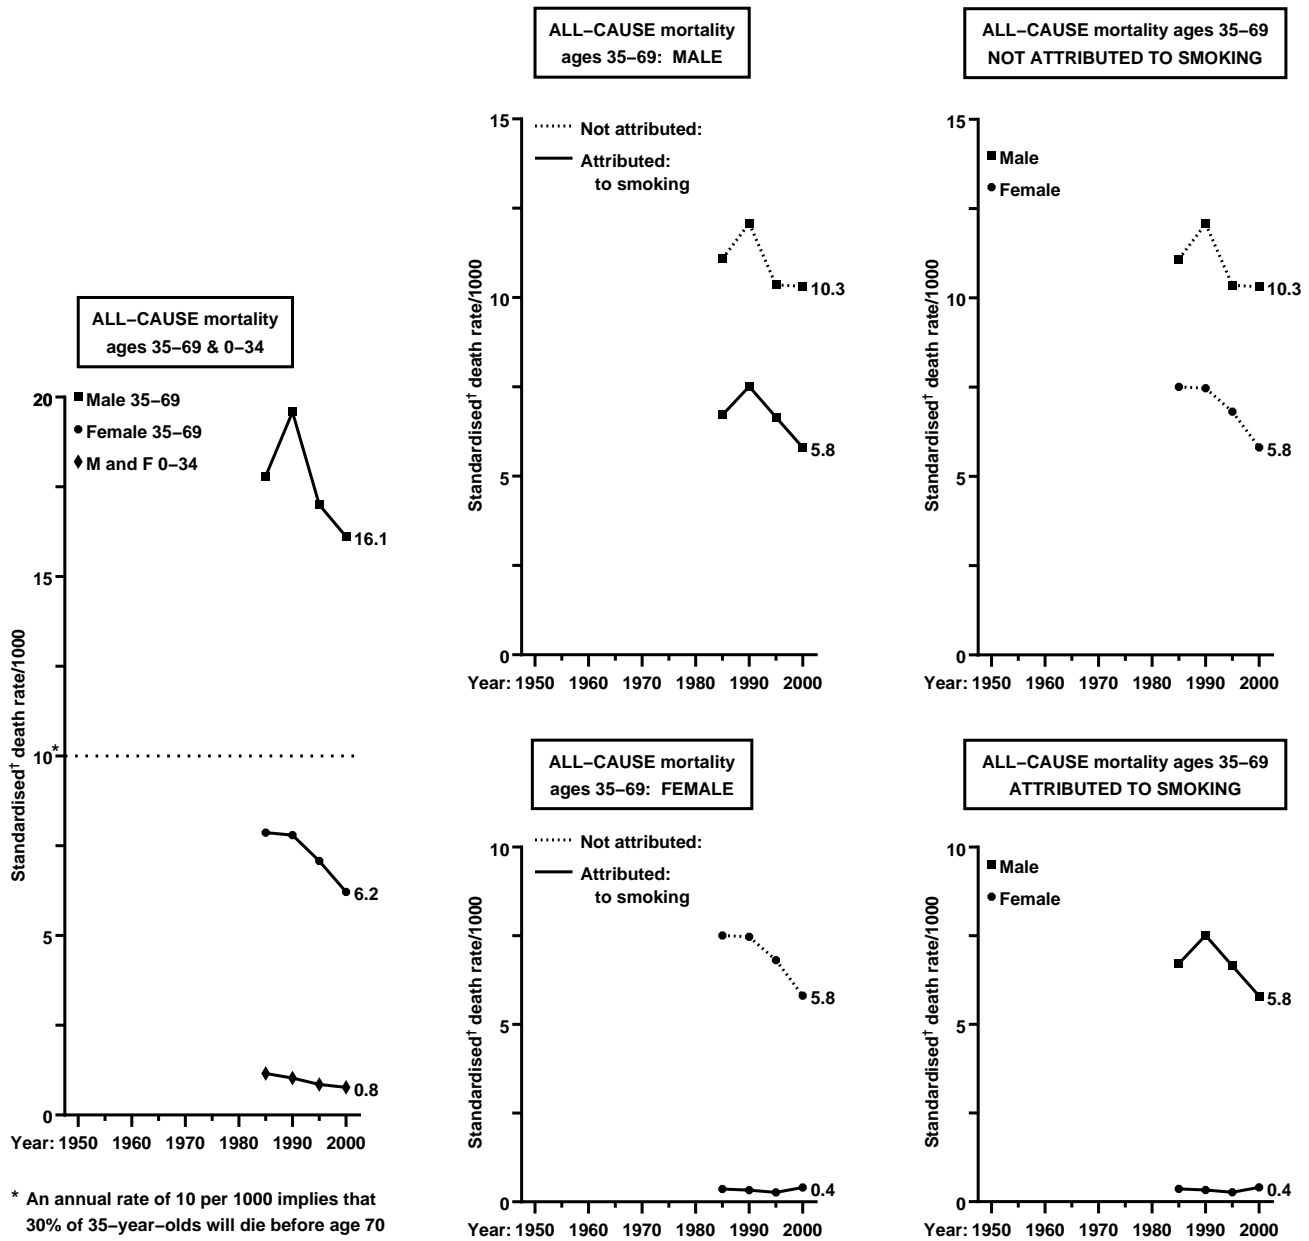 ALL–CAUSE mortality
ages 35–69 & 0–34
Male 35–69
Female 35–69
M and F 0–34
Standardised† death rate/1000
20
15
10*
5
0
16.1
6.2
0.8
Year: 1950 1960 1970 1980 1990 2000
* An annual rate of 10 per 1000 implies that
30% of 35–year–olds will die before age 70
ALL–CAUSE mortality
ages 35–69: MALE
Not attributed:
Attributed:
to smoking
Standardised† death rate/1000
15
10
5
0
10.3
5.8
Year: 1950 1960 1970 1980 1990 2000
ALL–CAUSE mortality ages 35–69
NOT ATTRIBUTED TO SMOKING
Male
Female
Standardised† death rate/1000
15
10
5
0
10.3
5.8
Year: 1950 1960 1970 1980 1990 2000
ALL–CAUSE mortality
ages 35–69: FEMALE
Not attributed:
Attributed:
to smoking
Standardised† death rate/1000
10
5
0
5.8
0.4
Year: 1950 1960 1970 1980 1990 2000
ALL–CAUSE mortality ages 35–69
ATTRIBUTED TO SMOKING
Male
Female
Standardised† death rate/1000
10
5
0
5.8
0.4
Year: 1950 1960 1970 1980 1990 2000